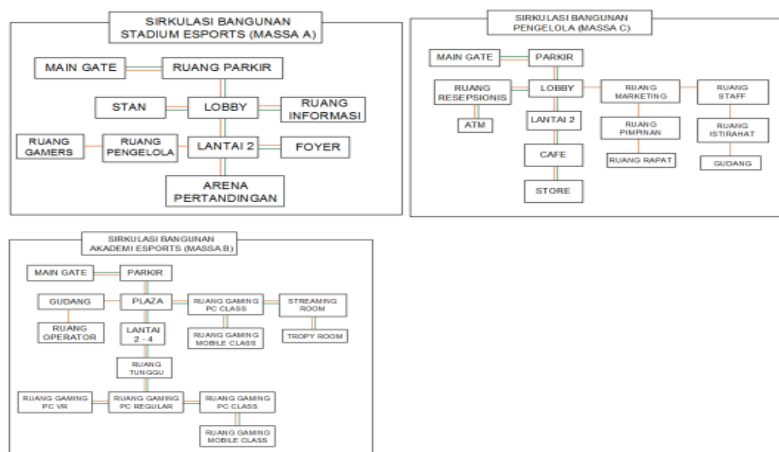 SIRKULASI BANGUNAN
STADIUM ESPORTS (MASSA A)
MAIN GATE
RUANG PARKIR
STAN
LOBBY
RUANG
INFORMASI
RUANG
GAMERS
RUANG
PENGELOLA
LANTAI 2
FOYER
ARENA
PERTANDINGAN
SIRKULASI BANGUNAN
PENGELOLA (MASSA C)
MAIN GATE
PARKIR
RUANG
RESEPSIONIS
LOBBY
RUANG
MARKETING
RUANG
STAFF
ATM
LANTAI 2
RUANG
PIMPINAN
RUANG
ISTIRAHAT
CAFE
RUANG RAPAT
GUDANG
STORE
SIRKULASI BANGUNAN
AKADEMI ESPORTS (MASSA B)
MAIN GATE
PARKIR
GUDANG
PLAZA
RUANG GAMING
PC CLASS
STREAMING
ROOM
RUANG
OPERATOR
LANTAI
2 - 4
RUANG GAMING
MOBILE CLASS
TROPY ROOM
RUANG
TUNGGU
RUANG GAMING
PC VR
RUANG GAMING
PC REGULAR
RUANG GAMING
PC CLASS
RUANG GAMING
MOBILE CLASS